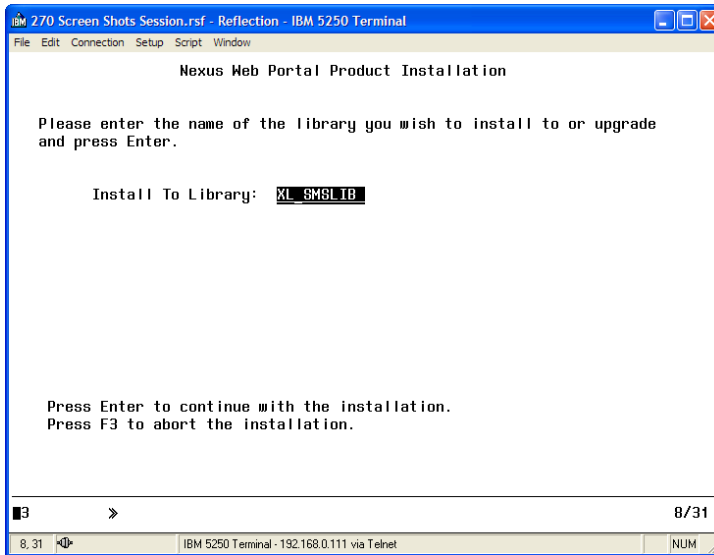 IBM 270 Screen Shots Session.rsf - Reflection - IBM 5250 Terminal
File Edit Connection Setup Script Window
Nexus Web Portal Product Installation
Please enter the name of the library you wish to install to or upgrade
and press Enter.
Install To Library: XL_SMSLIB
Press Enter to continue with the installation.
Press F3 to abort the installation.
3 » 8/31
8, 31 IBM 5250 Terminal - 192.168.0.111 via Telnet NUM